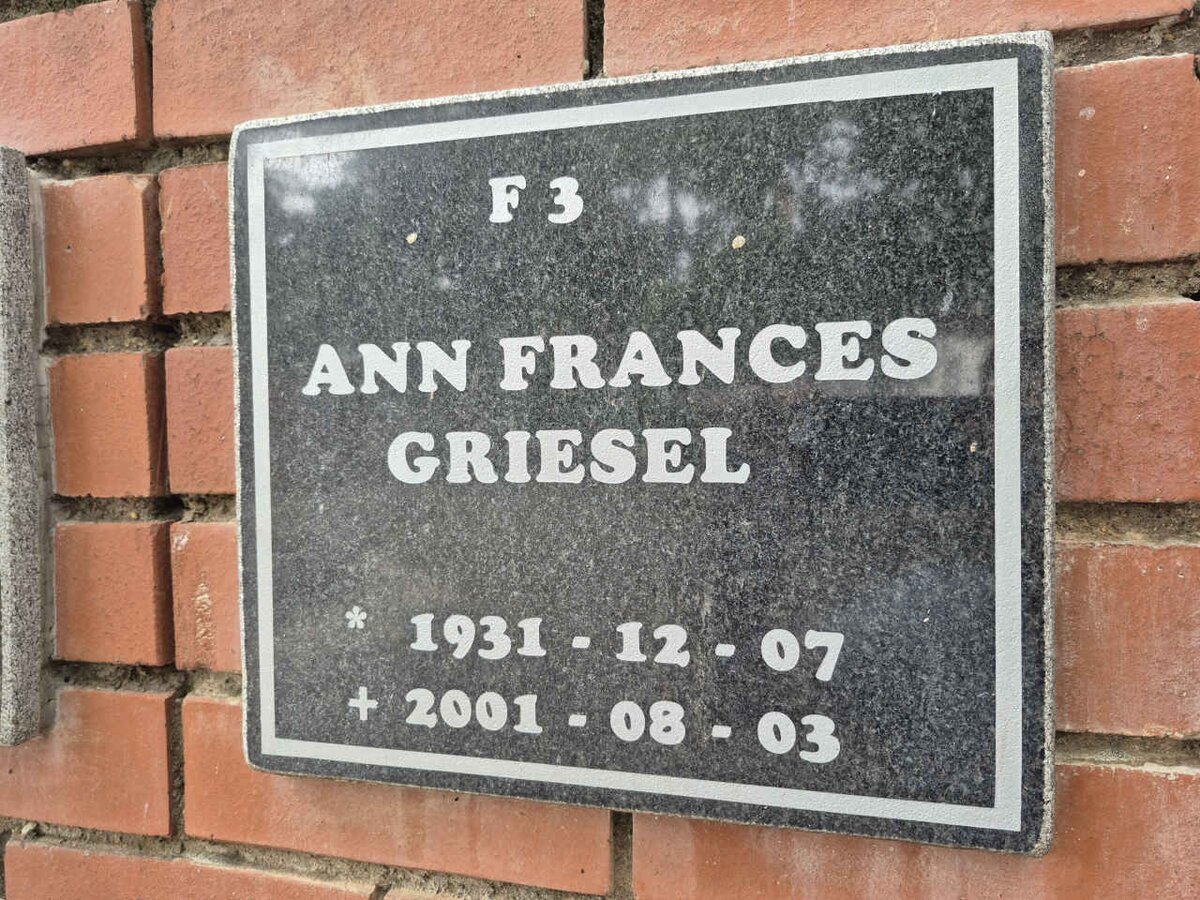 F 3
ANN FRANCES
GRIESEL
* 1931 - 12 - 07
+ 2001 - 08 - 03